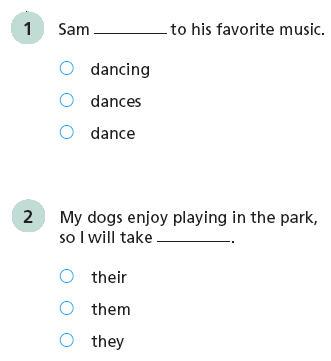 1 Sam ________ to his favorite music.
dancing
dances
dance
2 My dogs enjoy playing in the park,
so I will take ________.
their
them
they